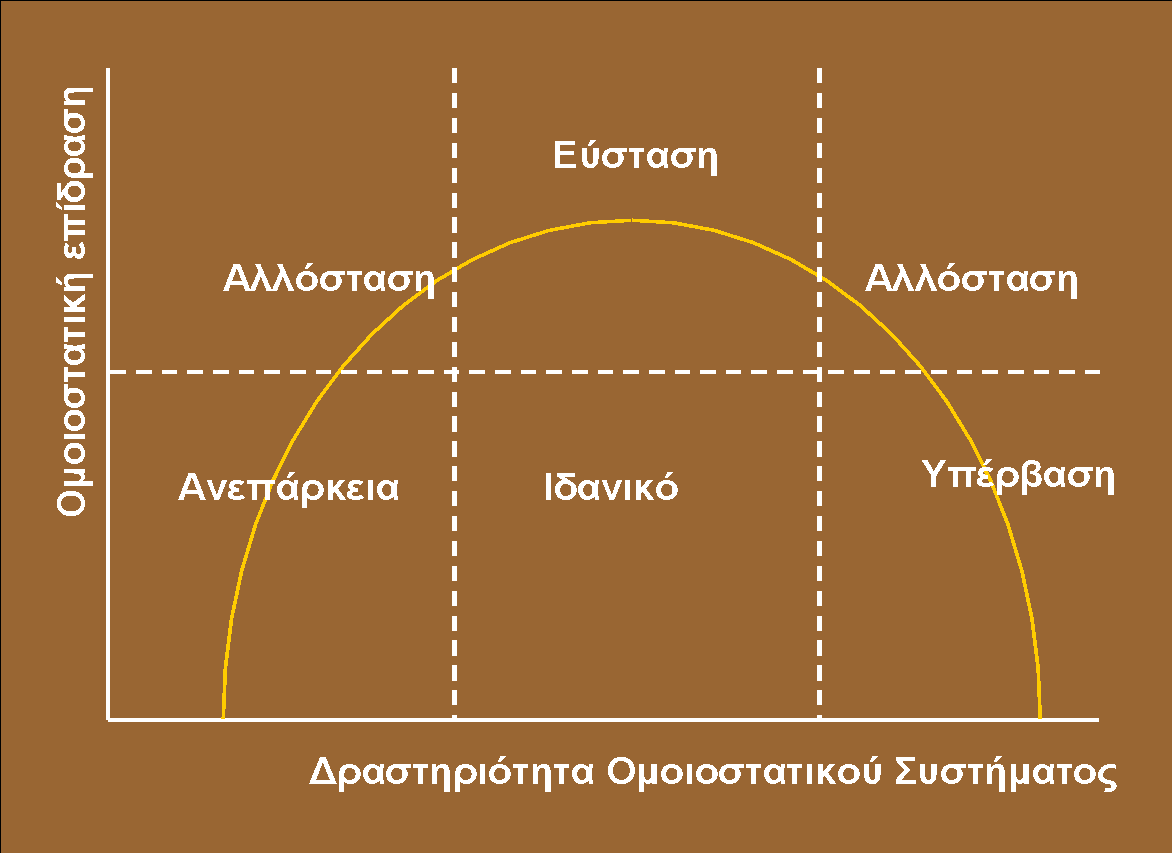 Ομοιοστατική επίδραση
Εύσταση
Αλλόσταση
Αλλόσταση
Ανεπάρκεια
Ιδανικό
Υπέρβαση
Δραστηριότητα Ομοιοστατικού Συστήματος